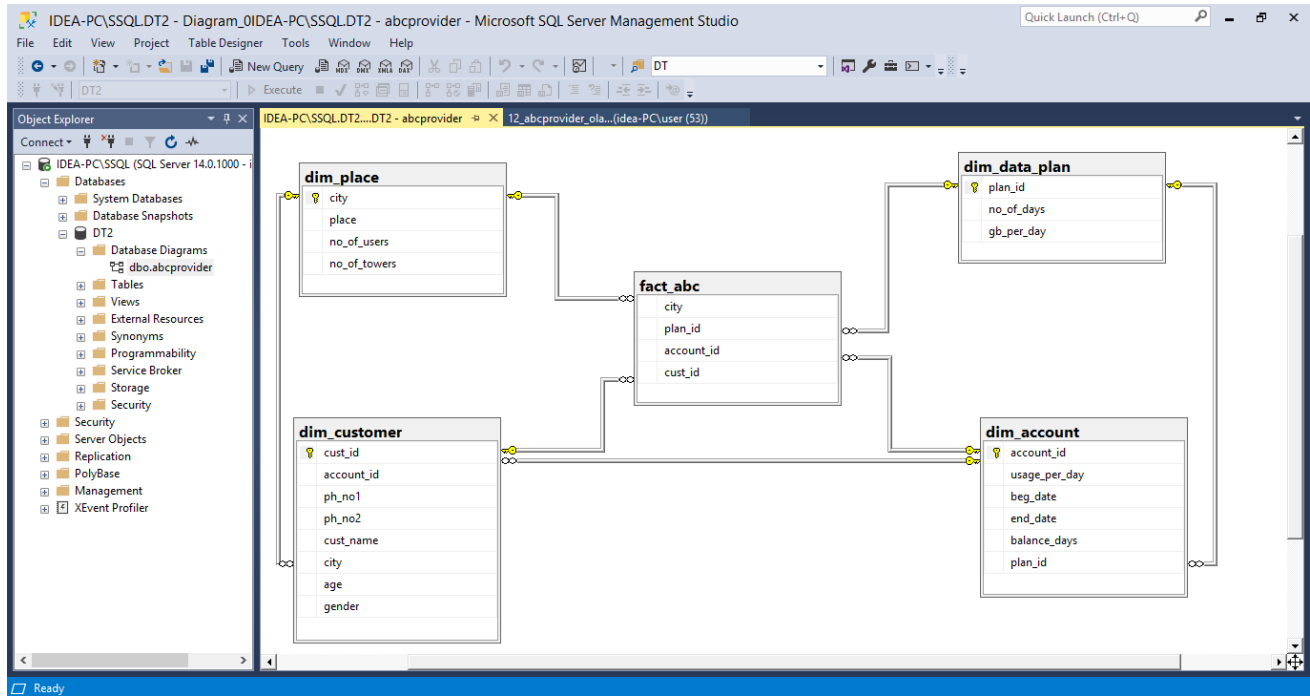 IDEA-PC\SSQL.DT2 - Diagram_0IDEA-PC\SSQL.DT2 - abcprovider - Microsoft SQL Server Management Studio
Quick Launch (Ctrl+Q)
File Edit View Project Table Designer Tools Window Help
New Query MDX DMX XMLA DAX DT
DT2 Execute
Object Explorer
IDEA-PC\SSQL.DT2....DT2 - abcprovider
12_abcprovider_ola...(idea-PC\user (53))
Connect
IDEA-PC\SSQL (SQL Server 14.0.1000 - i
Databases
System Databases
Database Snapshots
DT2
Database Diagrams
dbo.abcprovider
Tables
Views
External Resources
Synonyms
Programmability
Service Broker
Storage
Security
Security
Server Objects
Replication
PolyBase
Management
XEvent Profiler
dim_place
city
place
no_of_users
no_of_towers
dim_data_plan
plan_id
no_of_days
gb_per_day
fact_abc
city
plan_id
account_id
cust_id
dim_customer
cust_id
account_id
ph_no1
ph_no2
cust_name
city
age
gender
dim_account
account_id
usage_per_day
beg_date
end_date
balance_days
plan_id
Ready